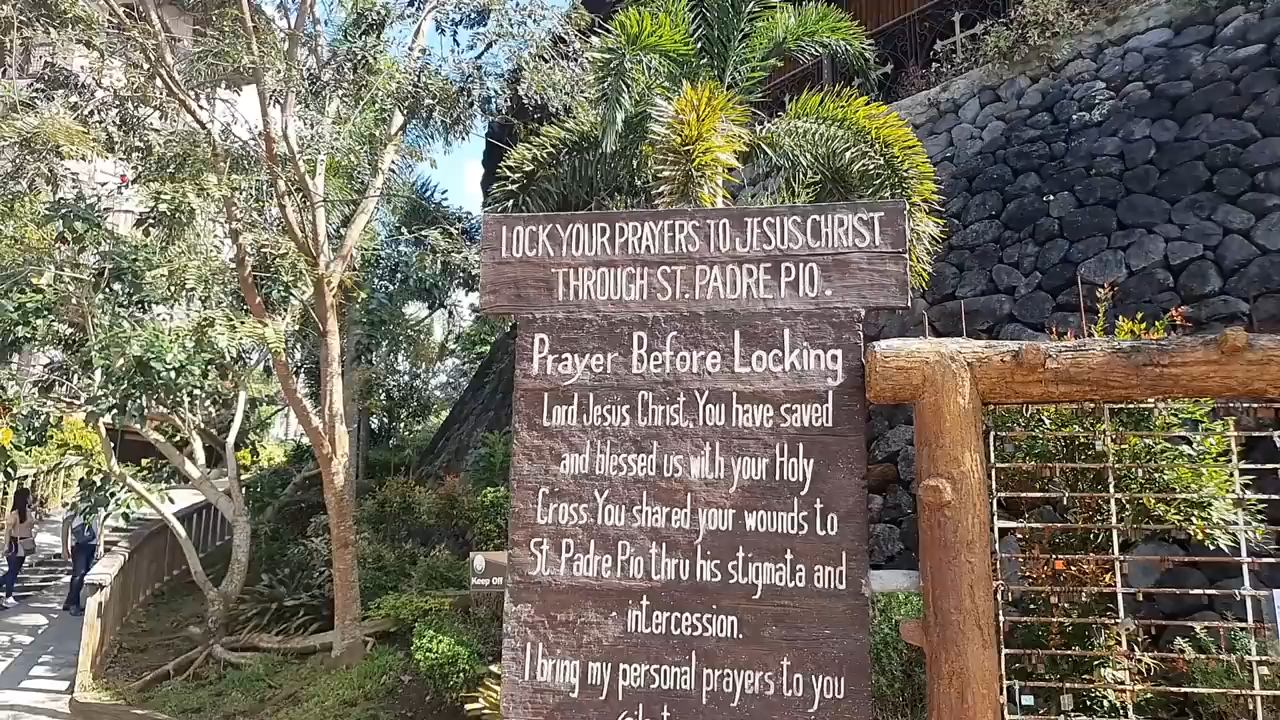 LOCK YOUR PRAYERS TO JESUS CHRIST
THROUGH ST. PADRE PIO.
Prayer Before Locking
Lord Jesus Christ, You have saved
and blessed us with your Holy
Cross. You shared your wounds to
St. Padre Pio thru his stigmata and
intercession.
I bring my personal prayers to you
Keep Off